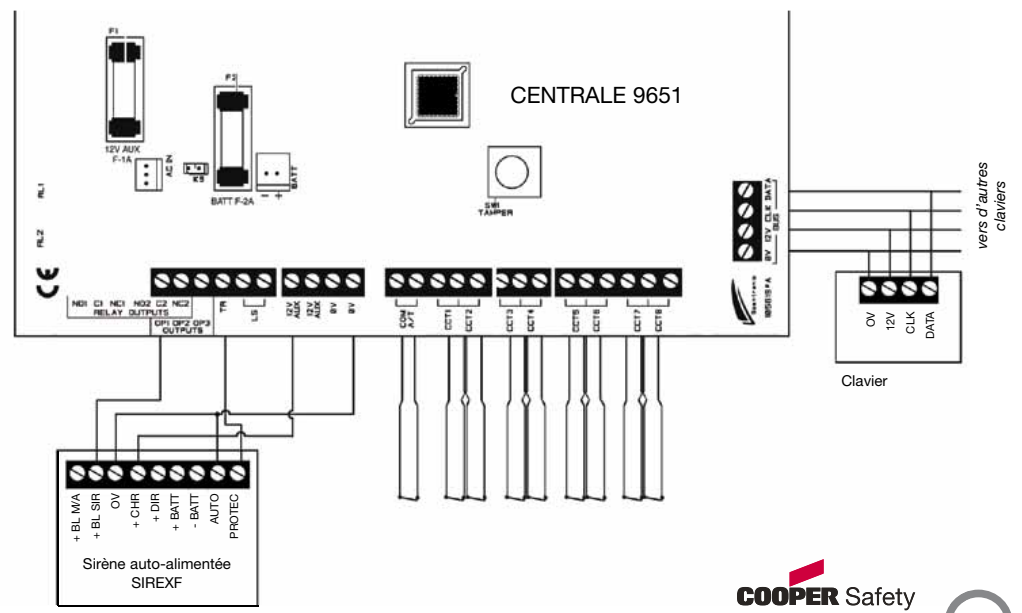 F1
12V AUX
F-1A
AC IN
K5
F2
BATT F-2A
BATT
- +
CENTRALE 9651
SW1
TAMPER
0V 12V CLK DATA
BUS
vers d'autres
claviers
RL1
RL2
CE
NO1 C1 NC1 NO2 C2 NC2
RELAY OUTPUTS
OP1 OP2 OP3
OUTPUTS
TR
LS
12V
AUX
12V
AUX
0V
0V
COM
A/T
CCT1
CCT2
CCT3
CCT4
CCT5
CCT6
CCT7
CCT8
Scantronic
0V
12V
CLK
DATA
Clavier
+ BL M/A
+ BL SIR
OV
+ CHR
+ DIR
+ BATT
- BATT
AUTO
PROTEC
Sirène auto-alimentée
SIREXF
COOPER Safety